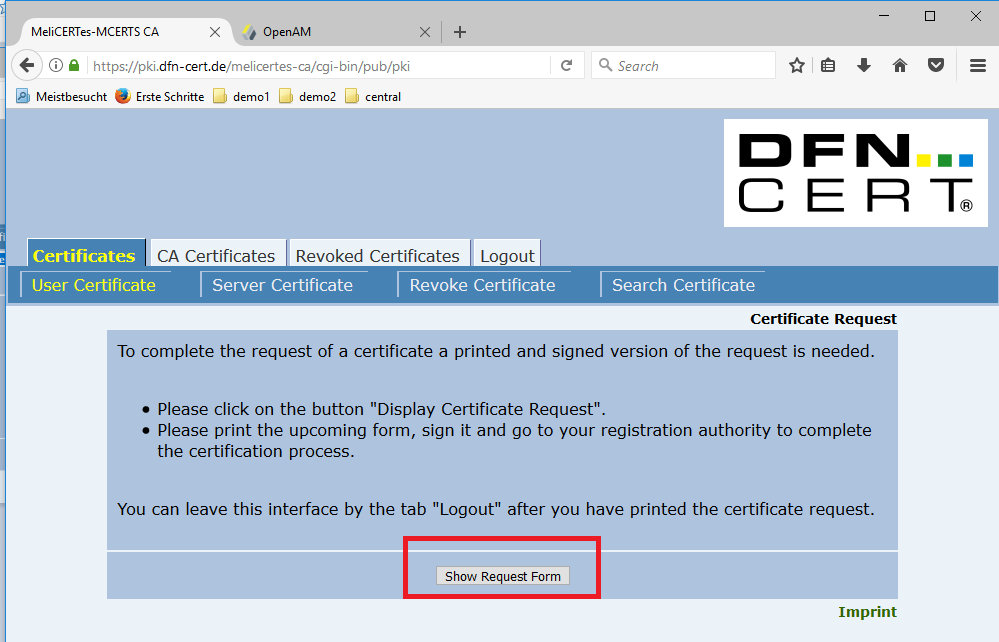 MeliCERTes-MCERTS CA
OpenAM
https://pki.dfn-cert.de/melicertes-ca/cgi-bin/pub/pki
Search
Meistbesucht Erste Schritte demo1 demo2 central
DFN
CERT®
Certificates CA Certificates Revoked Certificates Logout
User Certificate Server Certificate Revoke Certificate Search Certificate
Certificate Request
To complete the request of a certificate a printed and signed version of the request is needed.
• Please click on the button "Display Certificate Request".
• Please print the upcoming form, sign it and go to your registration authority to complete
the certification process.
You can leave this interface by the tab "Logout" after you have printed the certificate request.
Show Request Form
Imprint